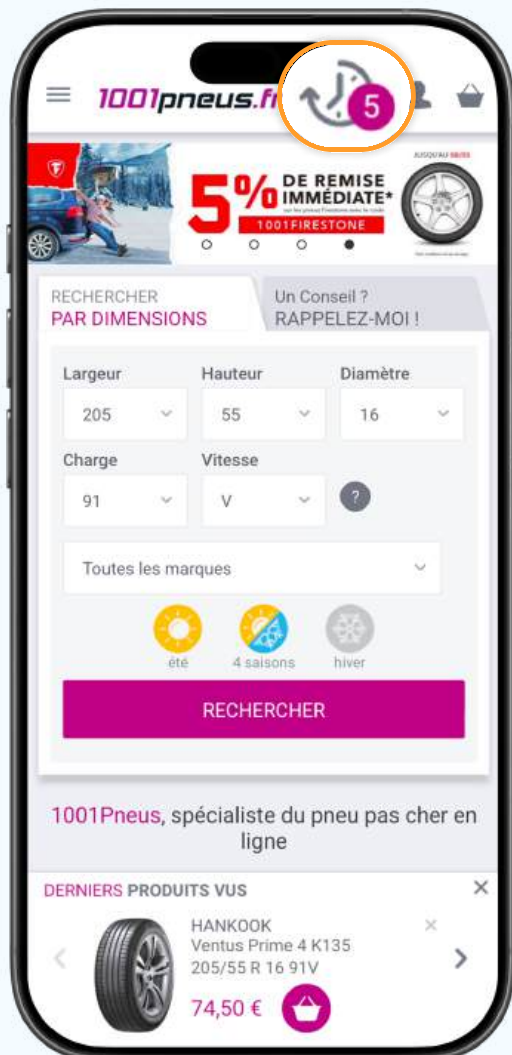 1001pneus.fr
5
JUSQU'AU
5% DE REMISE
IMMÉDIATE*
1001FIRESTONE
RECHERCHER
PAR DIMENSIONS
Un Conseil ?
RAPPELEZ-MOI !
Largeur Hauteur Diamètre
205 55 16
Charge Vitesse
91 V ?
Toutes les marques
été 4 saisons hiver
RECHERCHER
1001Pneus, spécialiste du pneu pas cher en
ligne
DERNIERS PRODUITS VUS
HANKOOK
Ventus Prime 4 K135
205/55 R 16 91V
74,50 €